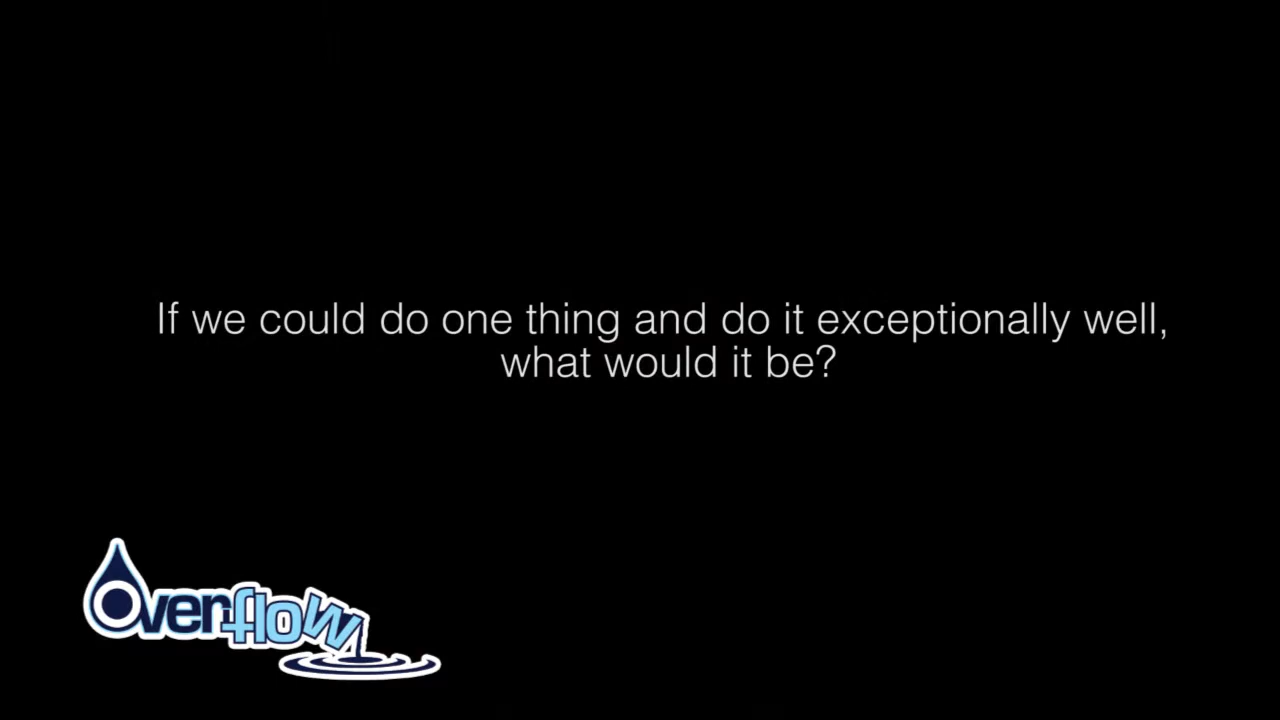 If we could do one thing and do it exceptionally well,
what would it be?
Overflow